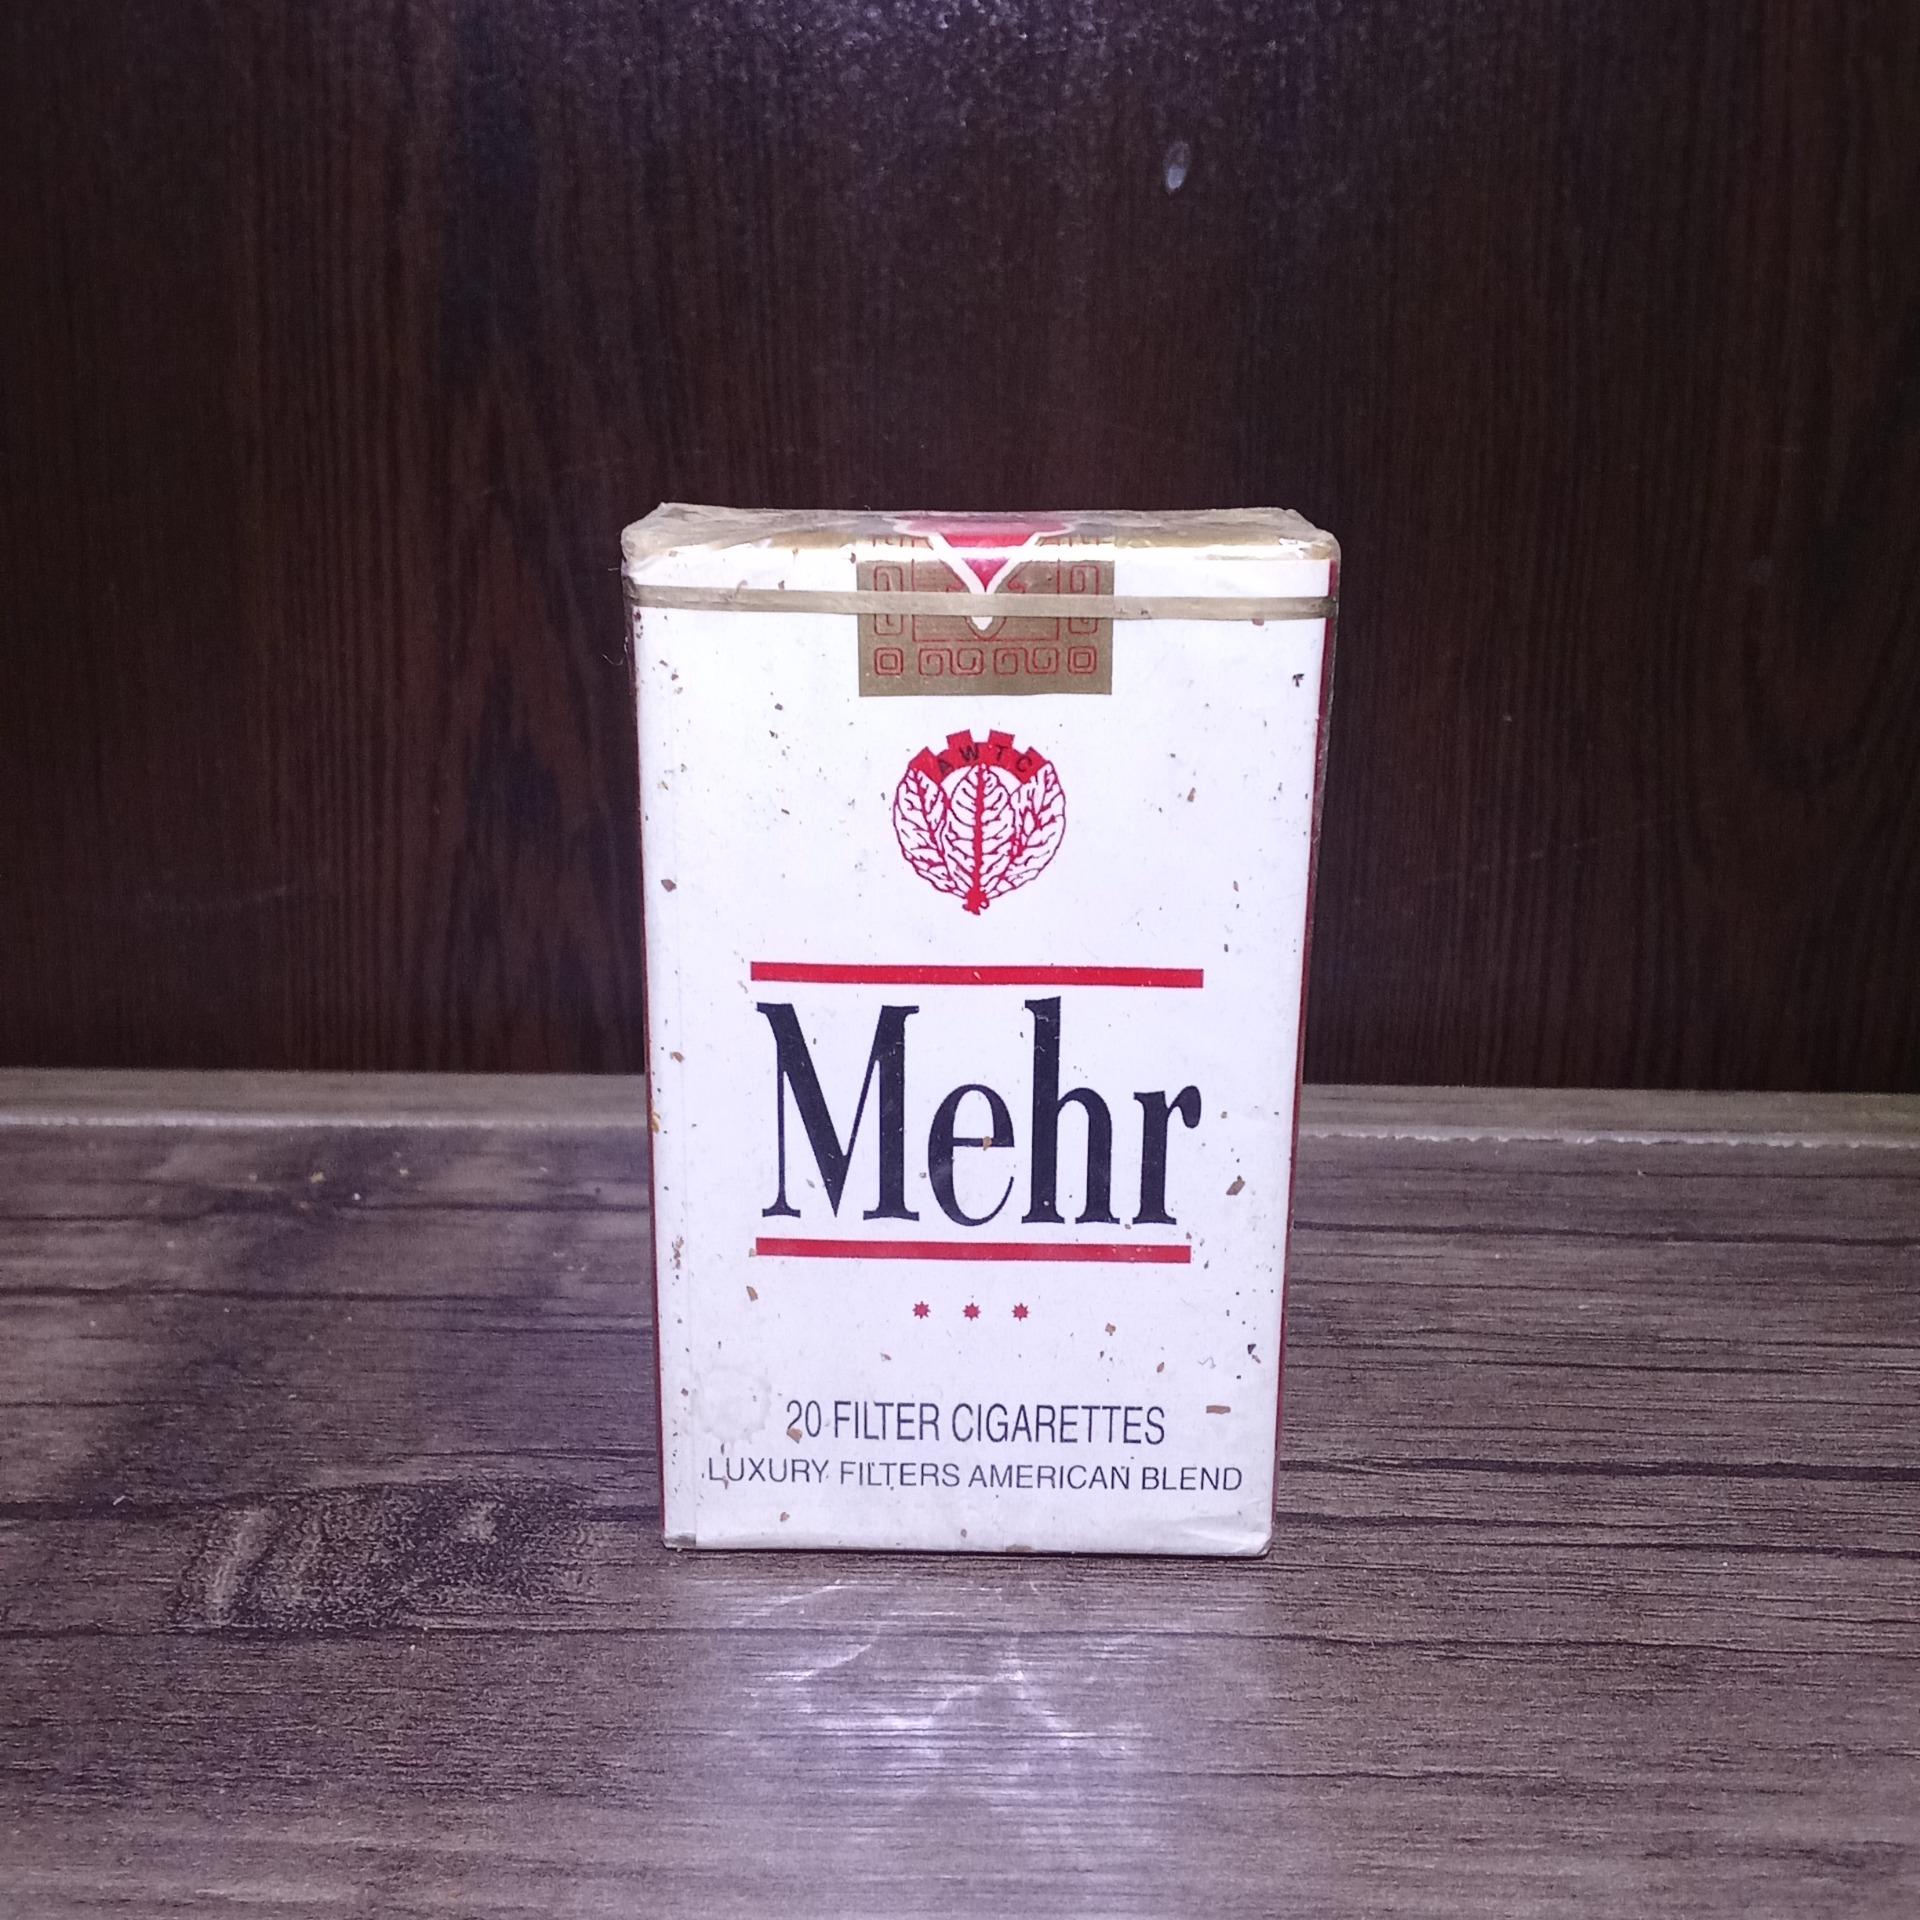 AWTC
Mehr
20 FILTER CIGARETTES
LUXURY FILTERS AMERICAN BLEND